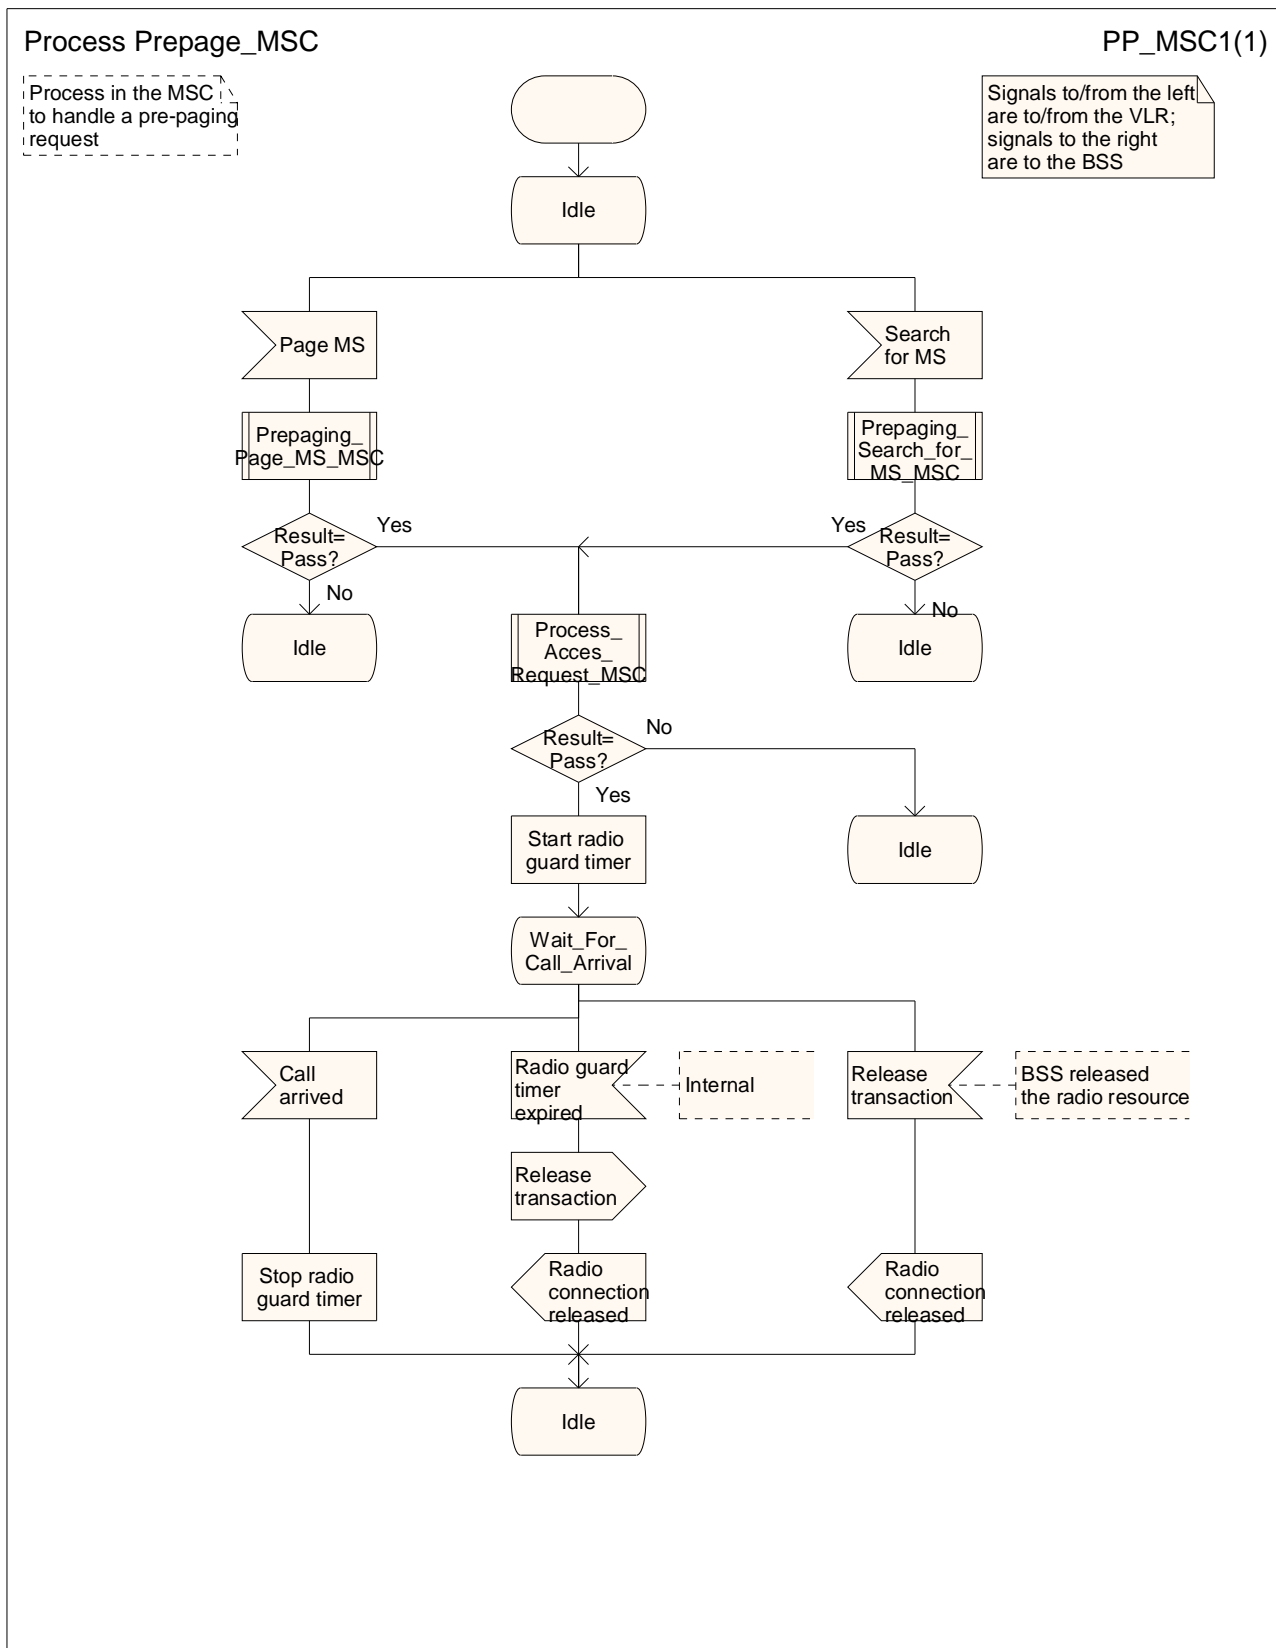 Process Prepage_MSC
PP_MSC1(1)
Process in the MSC
to handle a pre-paging
request
Signals to/from the left
are to/from the VLR;
signals to the right
are to the BSS
Idle
Page MS
Search
for MS
Prepaging_
Page_MS_MSC
Prepaging_
Search_for_
MS_MSC
Result=
Pass?
Yes
No
Yes
Result=
Pass?
No
Idle
Process_
Acces_
Request_MSC
Idle
Result=
Pass?
No
Yes
Start radio
guard timer
Idle
Wait_For_
Call_Arrival
Call
arrived
Radio guard
timer
expired
Internal
Release
transaction
BSS released
the radio resource
Release
transaction
Stop radio
guard timer
Radio
connection
released
Radio
connection
released
Idle